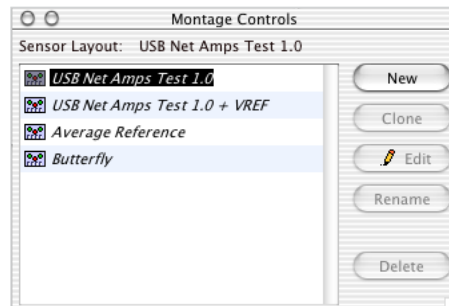 Montage Controls
Sensor Layout: USB Net Amps Test 1.0
USB Net Amps Test 1.0
New
USB Net Amps Test 1.0 + VREF
Clone
Average Reference
Butterfly
Edit
Rename
Delete